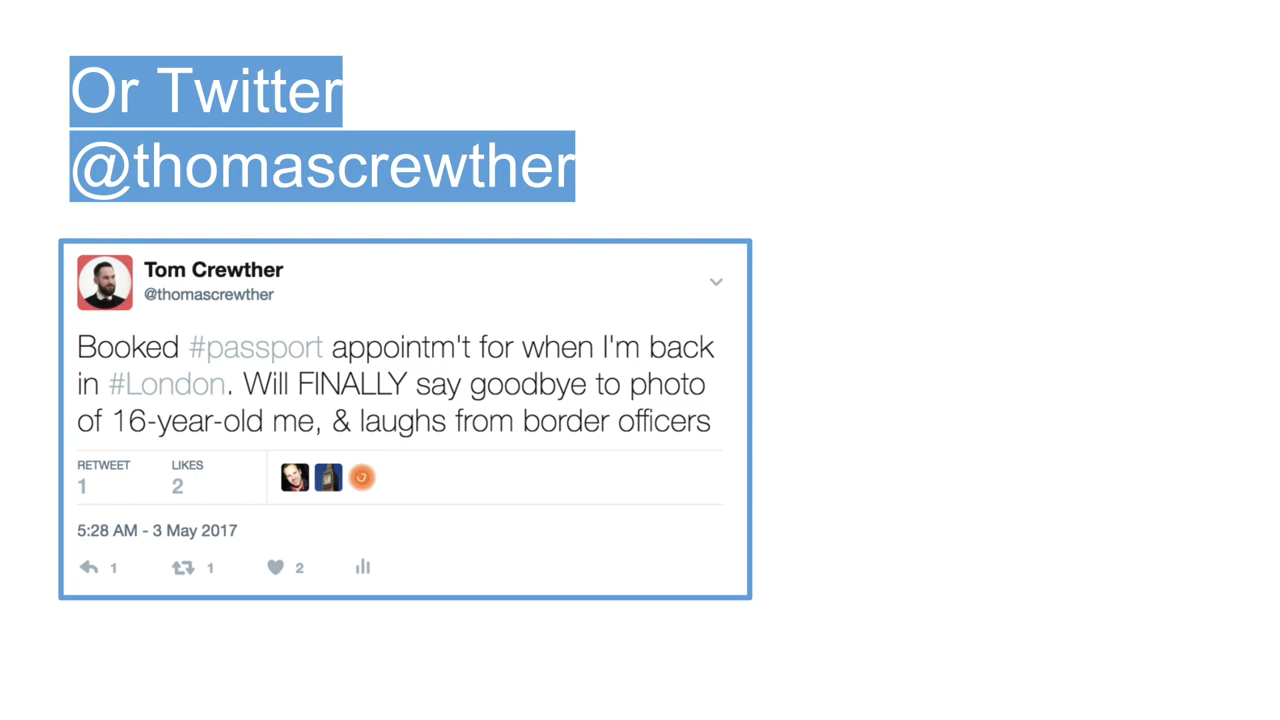 Or Twitter
@thomascrewther
Tom Crewther
@thomascrewther
Booked #passport appointm't for when I'm back
in #London. Will FINALLY say goodbye to photo
of 16-year-old me, & laughs from border officers
RETWEET LIKES
1 2
5:28 AM - 3 May 2017
1 1 2